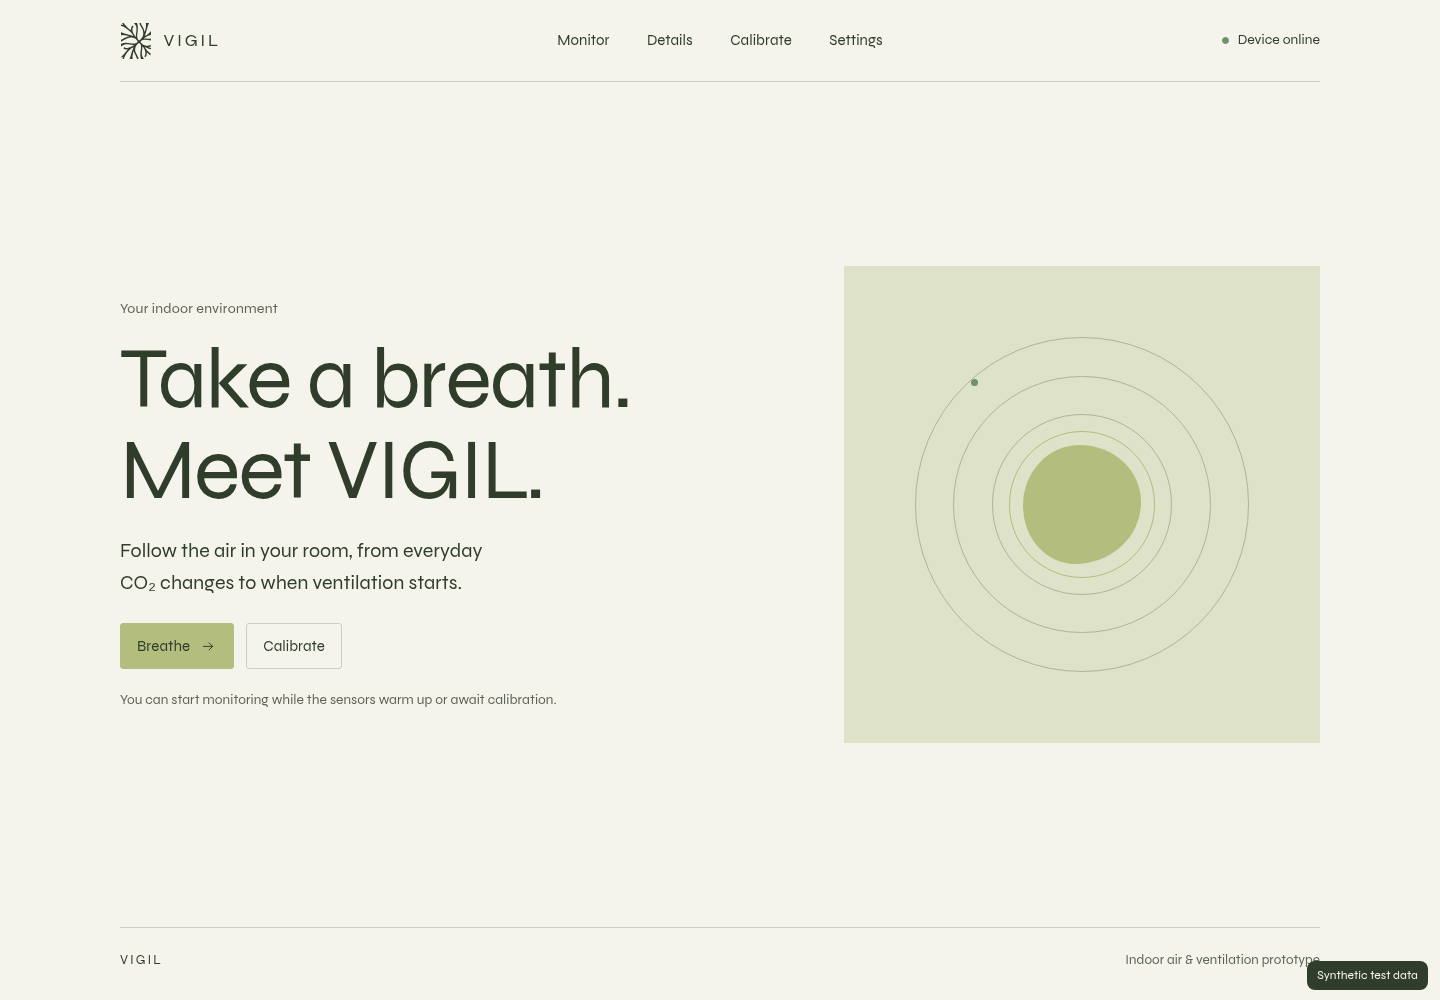 VIGIL
Monitor
Details
Calibrate
Settings
Device online
Your indoor environment
Take a breath.
Meet VIGIL.
Follow the air in your room, from everyday
CO₂ changes to when ventilation starts.
Breathe →
Calibrate
You can start monitoring while the sensors warm up or await calibration.
VIGIL
Indoor air & ventilation prototype
Synthetic test data